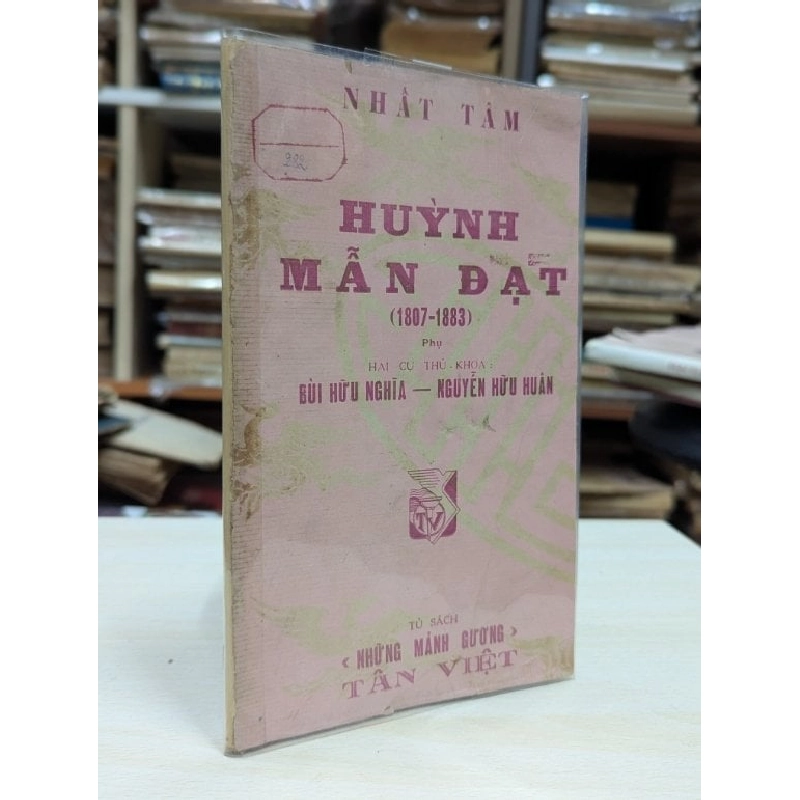 NHẤT TÂM
HUỲNH
MẪN ĐẠT
(1807-1883)
Phụ
HAI CỤ THỦ-KHOA :
BÙI HỮU NGHĨA — NGUYỄN HỮU HUÂN
TV
TỦ SÁCH
< NHỮNG MẢNH GƯƠNG >
TÂN VIỆT